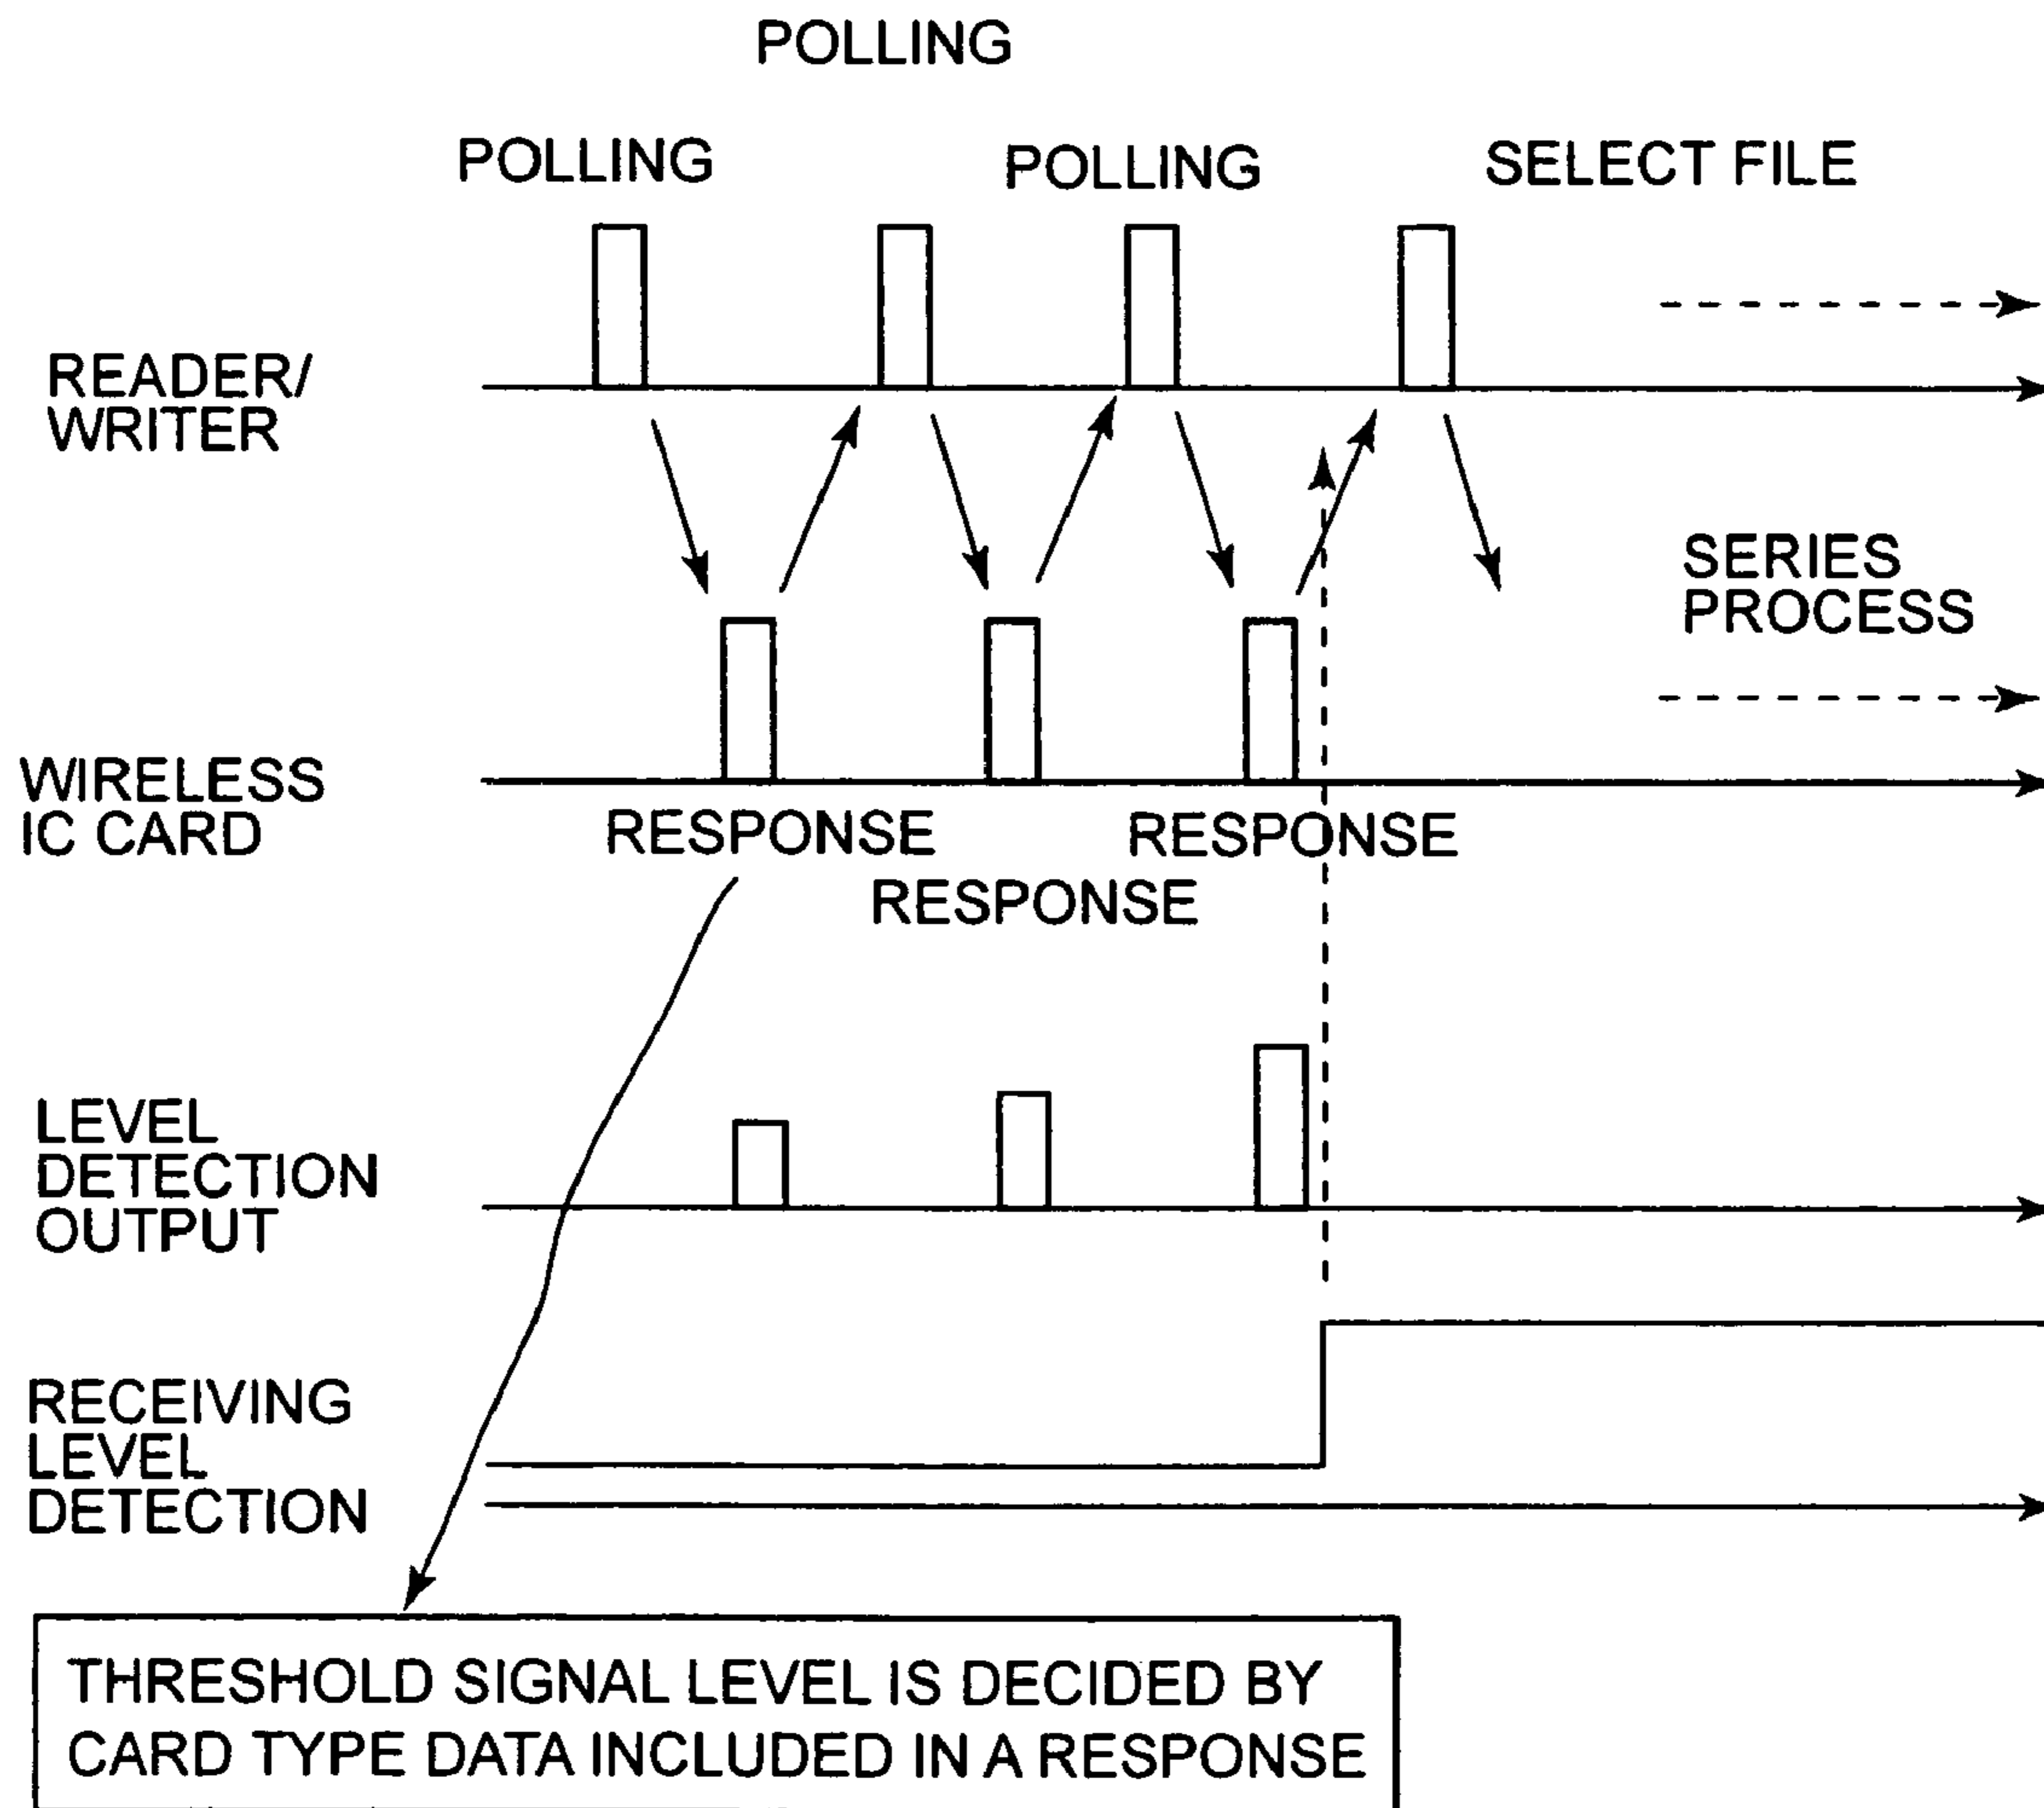 POLLING
POLLING
POLLING
SELECT FILE
READER/
WRITER
SERIES
PROCESS
WIRELESS
IC CARD
RESPONSE
RESPONSE
RESPONSE
LEVEL
DETECTION
OUTPUT
RECEIVING
LEVEL
DETECTION
THRESHOLD SIGNAL LEVEL IS DECIDED BY
CARD TYPE DATA INCLUDED IN A RESPONSE